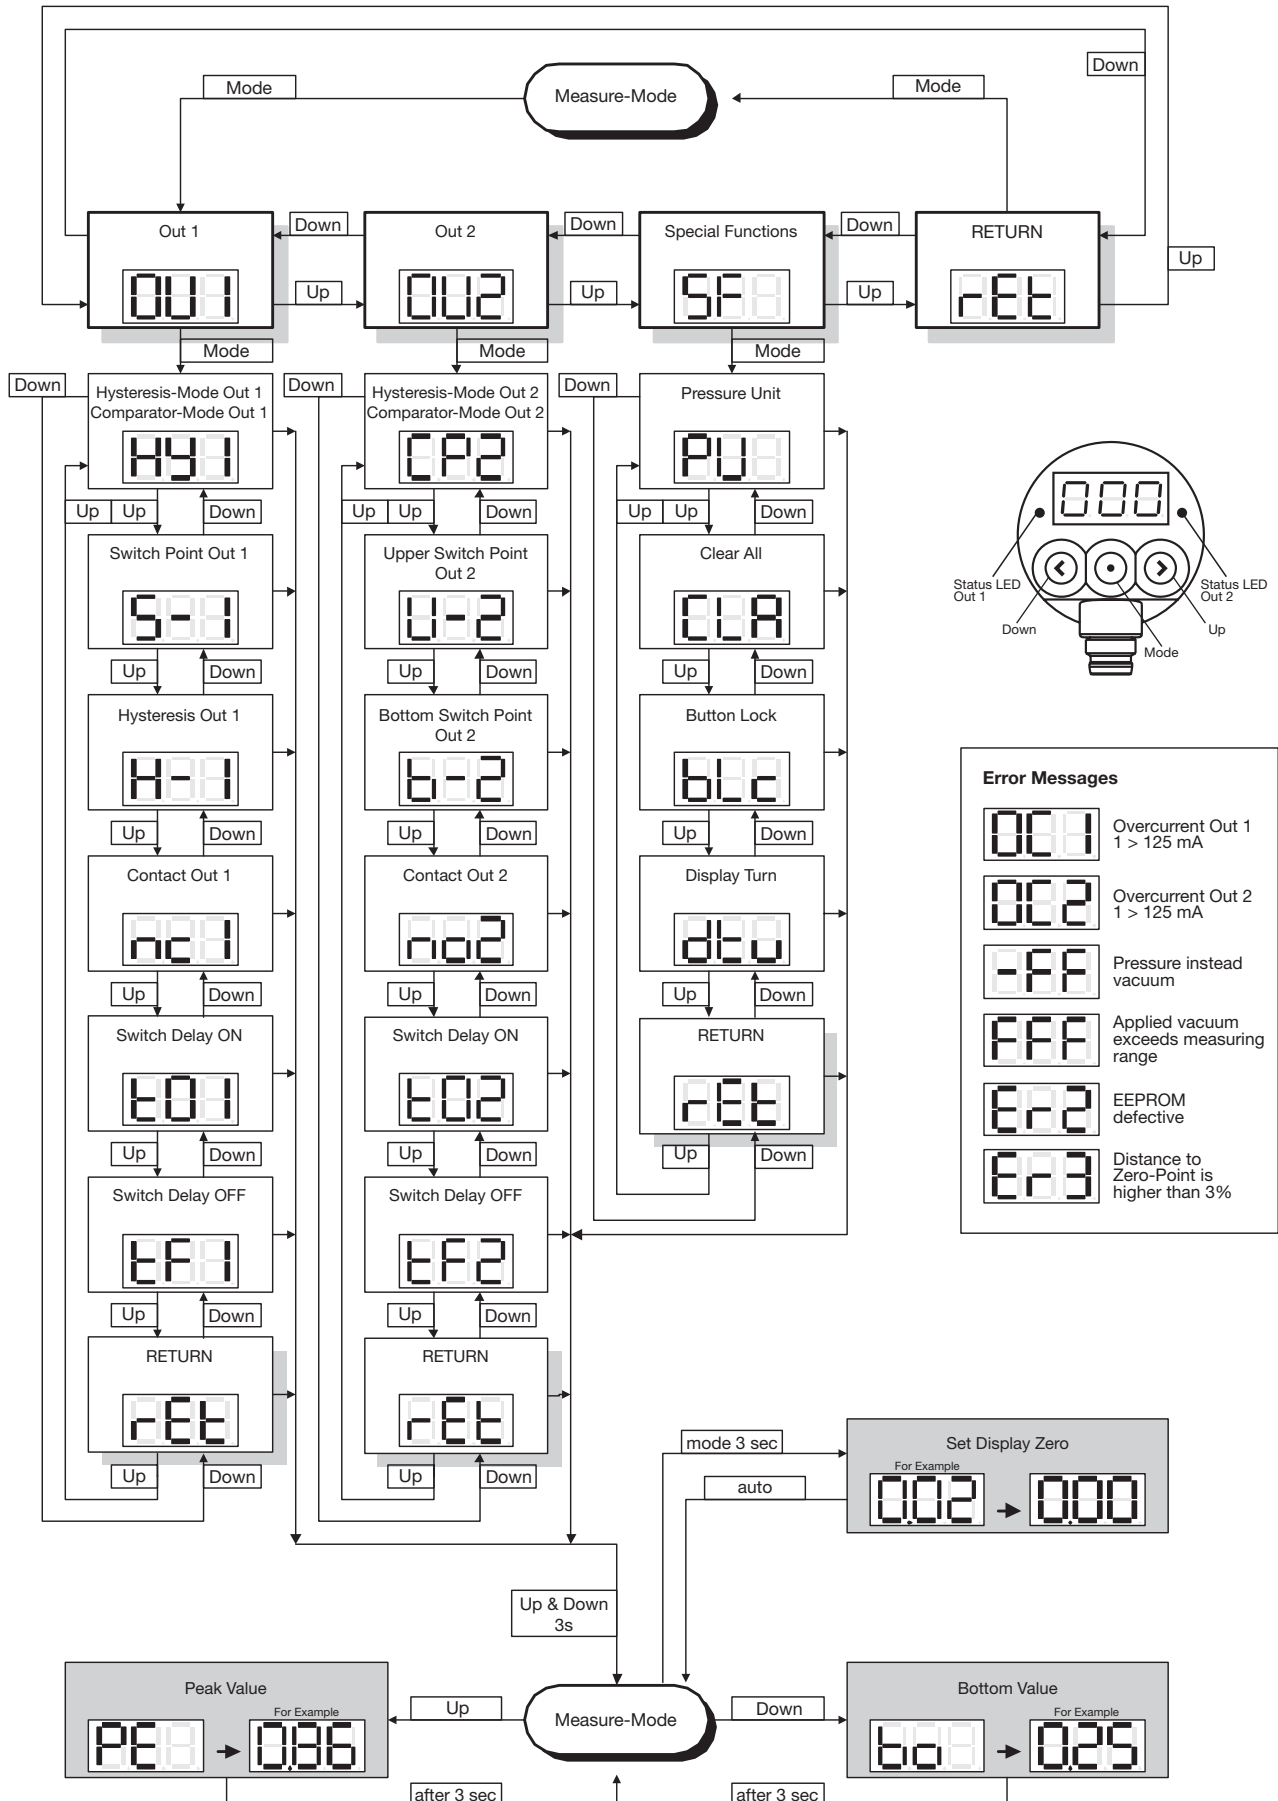 Down
Mode
Measure-Mode
Mode
Out 1
OU1
Down
Up
Out 2
OU2
Down
Up
Special Functions
SF
Down
Up
RETURN
rEt
Up
Mode
Mode
Mode
Down
Hysteresis-Mode Out 1
Comparator-Mode Out 1
HY1
Up
Up
Down
Switch Point Out 1
S-1
Up
Down
Hysteresis Out 1
H-1
Up
Down
Contact Out 1
nc1
Up
Down
Switch Delay ON
tO1
Up
Down
Switch Delay OFF
tF1
Up
Down
RETURN
rEt
Up
Down
Down
Hysteresis-Mode Out 2
Comparator-Mode Out 2
CP2
Up
Up
Down
Upper Switch Point
Out 2
U-2
Up
Down
Bottom Switch Point
Out 2
b-2
Up
Down
Contact Out 2
no2
Up
Down
Switch Delay ON
tO2
Up
Down
Switch Delay OFF
tF2
Up
Down
RETURN
rEt
Up
Down
Down
Pressure Unit
PU
Up
Up
Down
Clear All
CLA
Up
Down
Button Lock
bLc
Up
Down
Display Turn
dtu
Up
Down
RETURN
rEt
Up
Down
000
Status LED
Out 1
Status LED
Out 2
Down
Up
Mode
Error Messages
OC1
Overcurrent Out 1
1 > 125 mA
OC2
Overcurrent Out 2
1 > 125 mA
-FF
Pressure instead
vacuum
FFF
Applied vacuum
exceeds measuring
range
Er2
EEPROM
defective
Er3
Distance to
Zero-Point is
higher than 3%
mode 3 sec
auto
Set Display Zero
For Example
0.02
0.00
Up & Down
3s
Peak Value
For Example
PE
0.86
Up
Measure-Mode
Down
Bottom Value
For Example
bo
0.25
after 3 sec
after 3 sec